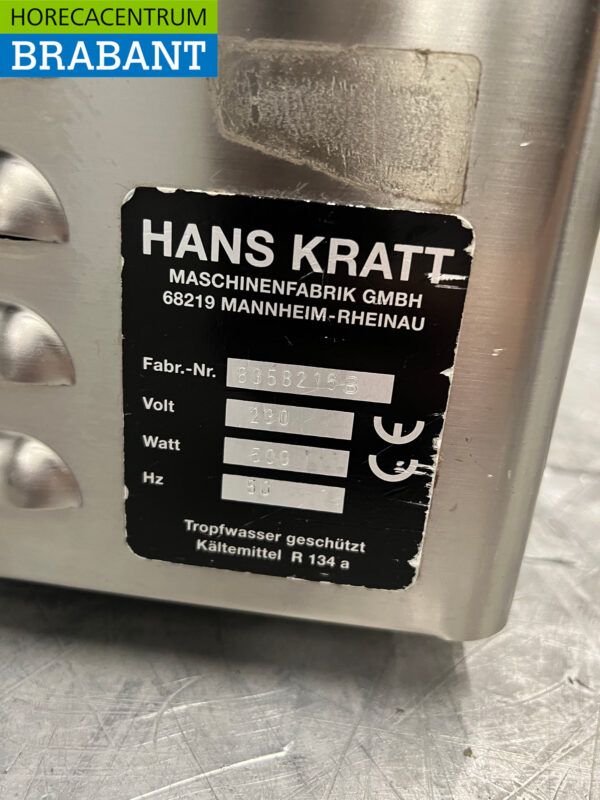 HORECACENTRUM
BRABANT
HANS KRATT
MASCHINENFABRIK GMBH
68219 MANNHEIM-RHEINAU
Fabr.-Nr.
Volt 230
Watt
Hz 50
CE
Tropfwasser geschützt
Kältemittel R 134 a